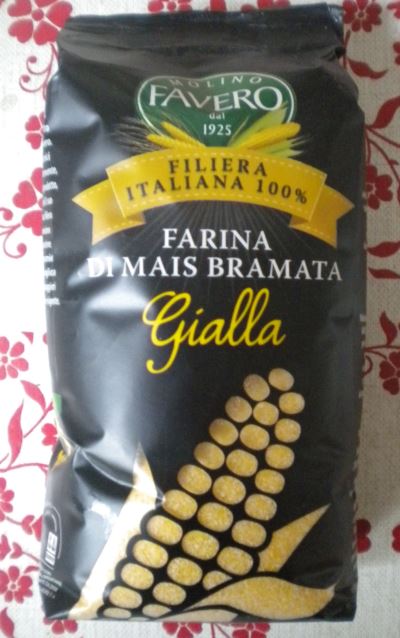 MOLINO
FAVERO
dal
1925
FILIERA
ITALIANA 100%
FARINA
DI MAIS BRAMATA
Gialla